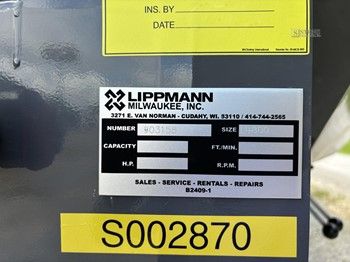 INS. BY
DATE
LIPPMANN
MILWAUKEE, INC.
3271 E. VAN NORMAN - CUDAHY, WI. 53110 / 414-744-2565
NUMBER
SIZE
CAPACITY
FT./MIN.
H.P.
R.P.M.
SALES - SERVICE - RENTALS - REPAIRS
B2409-1
S002870